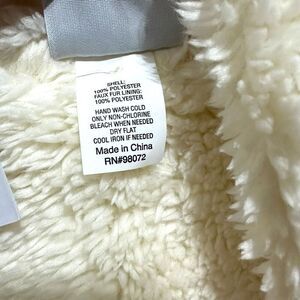 SHELL:
100% POLYESTER
FAUX FUR LINING:
100% POLYESTER
HAND WASH COLD
ONLY NON-CHLORINE
BLEACH WHEN NEEDED
DRY FLAT
COOL IRON IF NEEDED
Made in China
RN#98072